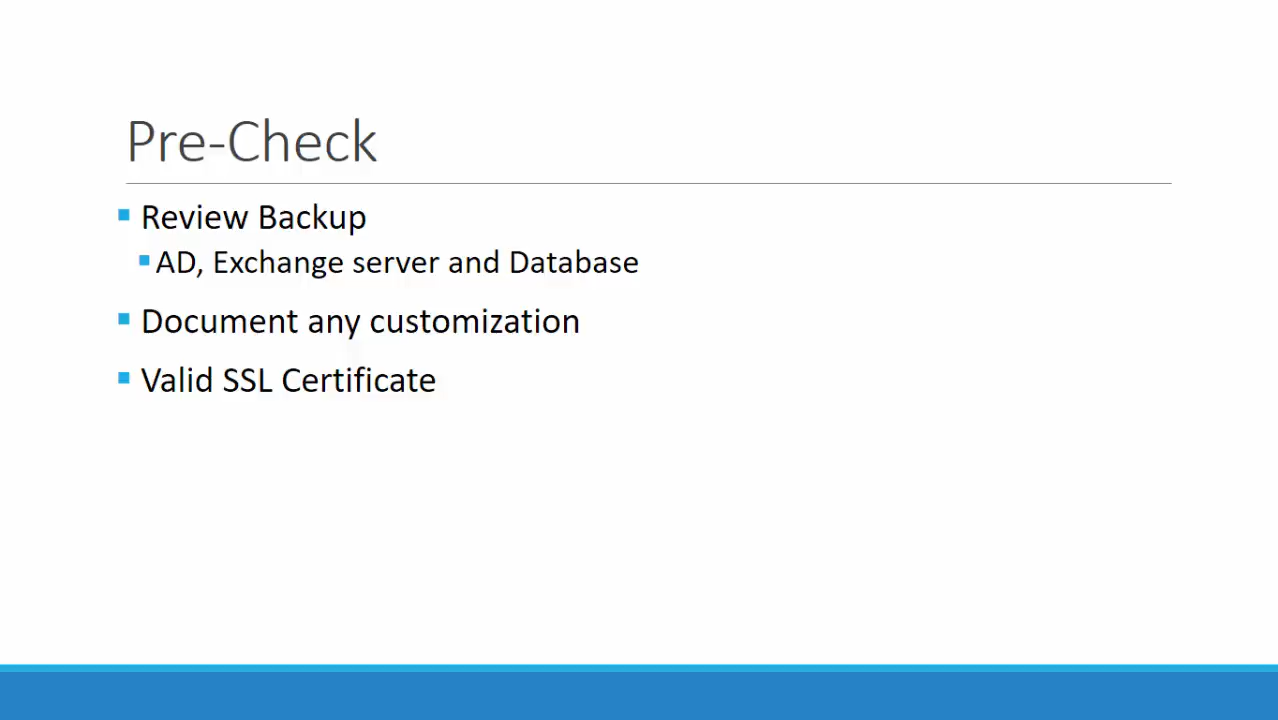 Pre-Check
Review Backup
AD, Exchange server and Database
Document any customization
Valid SSL Certificate